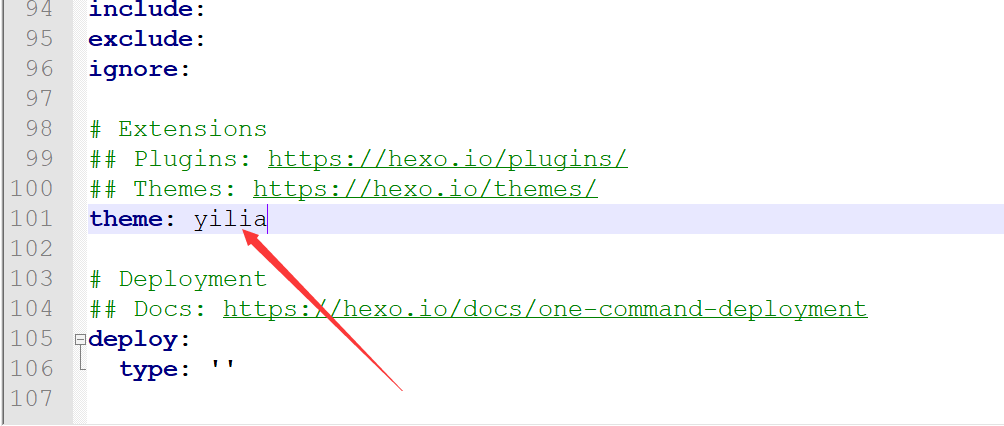 94 include:
95 exclude:
96 ignore:
97
98 # Extensions
99 ## Plugins: https://hexo.io/plugins/
100 ## Themes: https://hexo.io/themes/
101 theme: yilia
102
103 # Deployment
104 ## Docs: https://hexo.io/docs/one-command-deployment
105 deploy:
106   type: ''
107